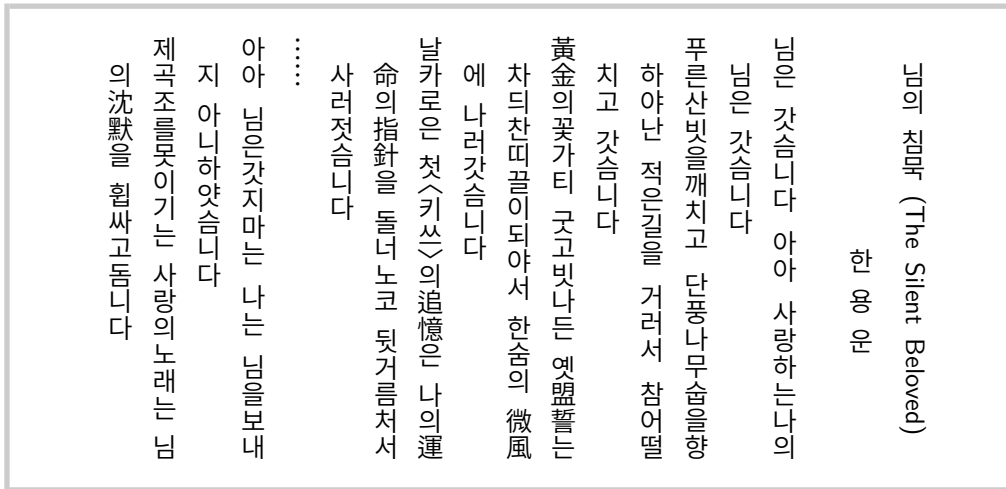 님의 침묵 (The Silent Beloved)
한 용 운
님은 갓슴니다 아아 사랑하는나의
님은 갓슴니다
푸른산빗을깨치고 단풍나무숩을향
하야난 적은길을 거러서 참어떨
치고 갓슴니다
黃金의꽃가티 굿고빗나든 옛盟誓는
차듸찬띠끌이되야서 한숨의 微風
에 나러갓슴니다
날카로은 첫〈키쓰〉의追憶은 나의運
命의指針을 돌너노코 뒷거름처서
사러젓슴니다
……
아아 님은갓지마는 나는 님을보내
지 아니하얏슴니다
제곡조를못이기는 사랑의노래는 님
의沈默을 휩싸고돔니다